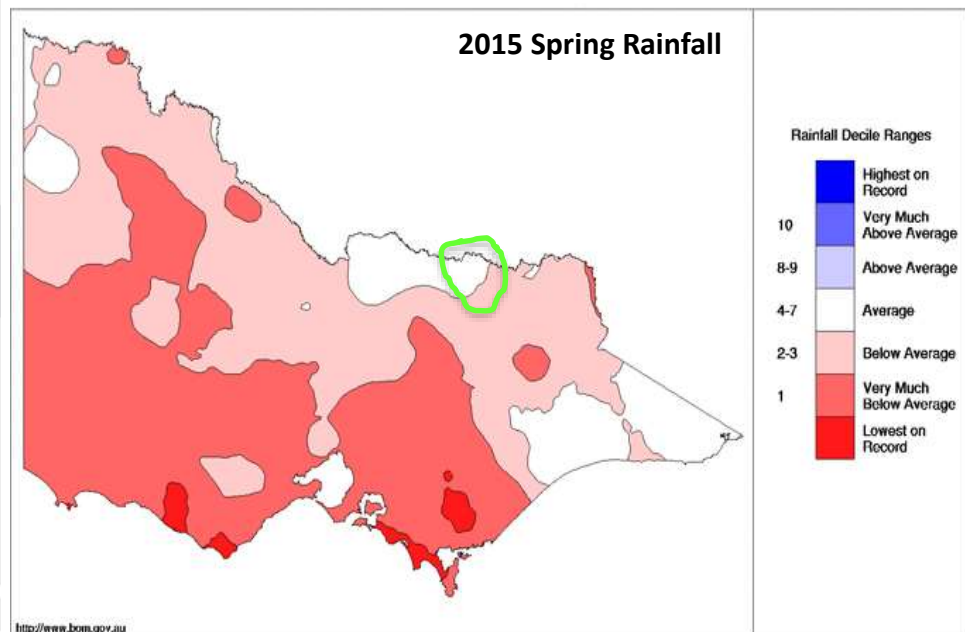 2015 Spring Rainfall
Rainfall Decile Ranges
Highest on
Record
10
Very Much
Above Average
8-9
Above Average
4-7
Average
2-3
Below Average
1
Very Much
Below Average
Lowest on
Record
http://www.bom.gov.au